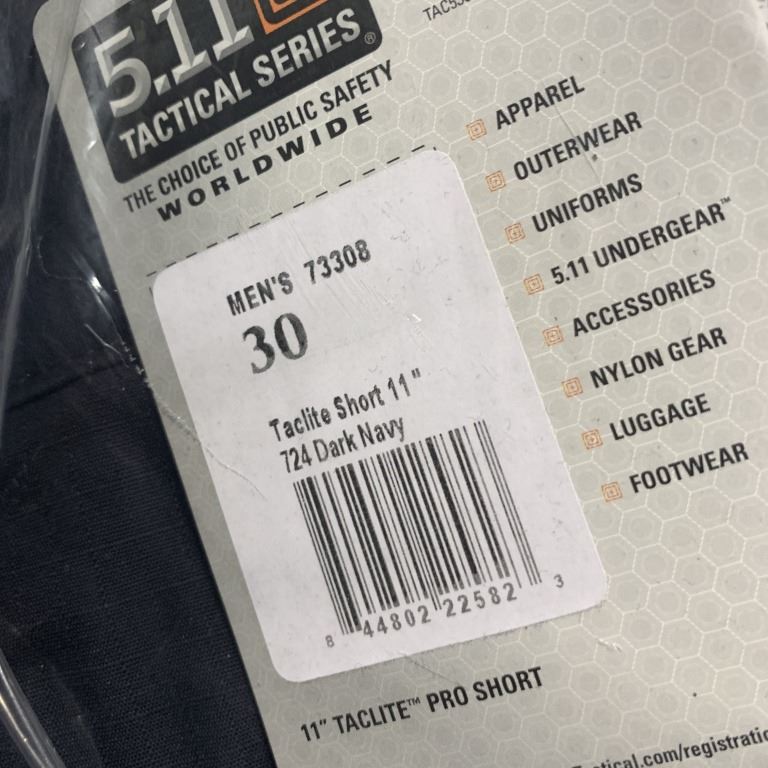 5.11
TACTICAL SERIES®
THE CHOICE OF PUBLIC SAFETY
WORLDWIDE
APPAREL
OUTERWEAR
UNIFORMS
5.11 UNDERGEAR™
ACCESSORIES
NYLON GEAR
LUGGAGE
FOOTWEAR
MEN'S 73308
30
Taclite Short 11"
724 Dark Navy
8 44802 22582 3
11" TACLITE™ PRO SHORT